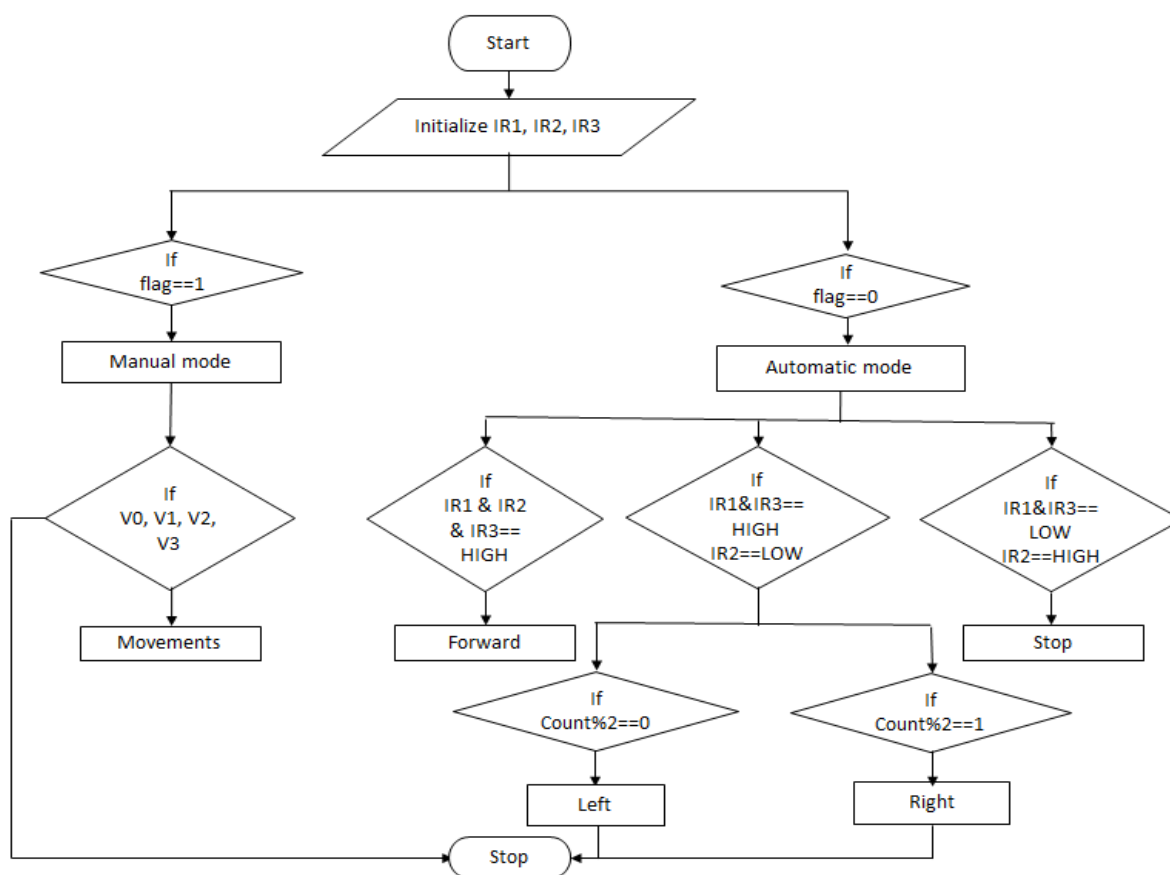 Start
Initialize IR1, IR2, IR3
If
flag==1
If
flag==0
Manual mode
Automatic mode
If
V0, V1, V2,
V3
If
IR1 & IR2
& IR3==
HIGH
If
IR1&IR3==
HIGH
IR2==LOW
If
IR1&IR3==
LOW
IR2==HIGH
Movements
Forward
Stop
If
Count%2==0
If
Count%2==1
Left
Right
Stop